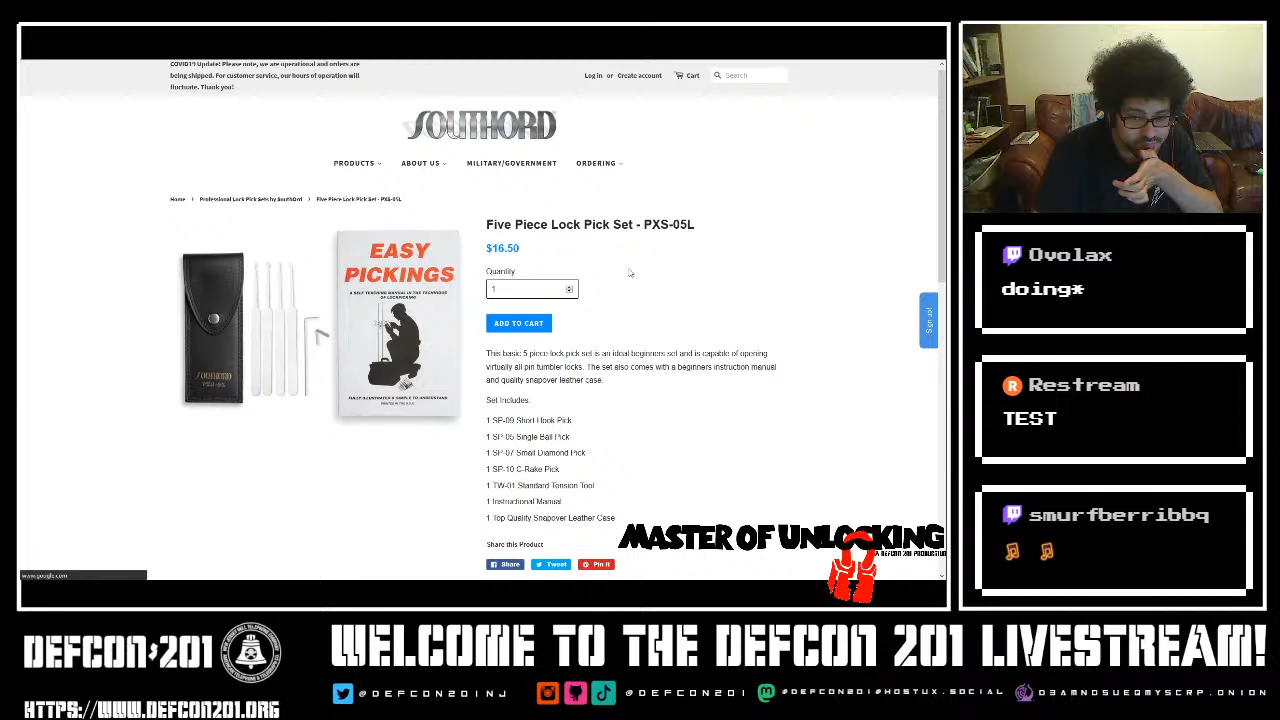 COVID19 Update! Please note, we are operational and orders are
being shipped. For customer service, our hours of operation will
fluctuate. Thank you!
Log in or Create account
Cart
Search
SOUTHORD
PRODUCTS
ABOUT US
MILITARY/GOVERNMENT
ORDERING
Home > Professional Lock Pick Sets by SouthOrd > Five Piece Lock Pick Set - PXS-05L
EASY
PICKINGS
A SELF TEACHING MANUAL IN THE TECHNIQUE
OF LOCKPICKING
FULLY ILLUSTRATED & SIMPLE TO UNDERSTAND
PRINTED IN THE U.S.A.
SOUTHORD
PXS-05
Five Piece Lock Pick Set - PXS-05L
$16.50
Quantity
1
ADD TO CART
Sign up!
This basic 5 piece lock pick set is an ideal beginners set and is capable of opening
virtually all pin tumbler locks. The set also comes with a beginners instruction manual
and quality snapover leather case.
Set Includes:
1 SP-09 Short Hook Pick
1 SP-05 Single Ball Pick
1 SP-07 Small Diamond Pick
1 SP-10 C-Rake Pick
1 TW-01 Standard Tension Tool
1 Instructional Manual
1 Top Quality Snapover Leather Case
Share this Product
Share
Tweet
Pin it
www.google.com
MASTER OF UNLOCKING
A DEFCON 201 PRODUCTION
Ovolax
doing*
Restream
TEST
smurfberribbq
DEFCON$201
HTTPS://WWW.DEFCON201.ORG
WELCOME TO THE DEFCON 201 LIVESTREAM!
@DEFCON201NJ
@DEFCON201
@DEFCON201@HOSTUX.SOCIAL
D3AMNDSUEQMYSCRP.ONION